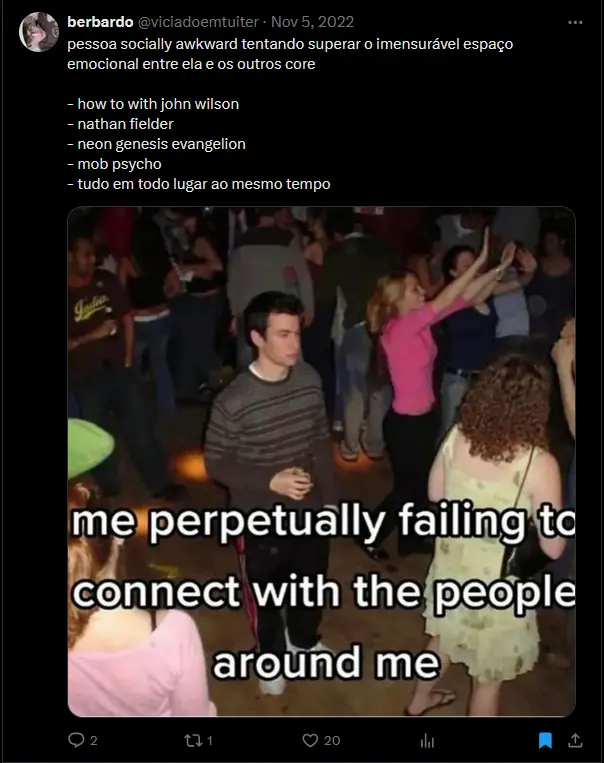 berbardo @viciadoemtuiter · Nov 5, 2022
pessoa socially awkward tentando superar o imensurável espaço
emocional entre ela e os outros core
- how to with john wilson
- nathan fielder
- neon genesis evangelion
- mob psycho
- tudo em todo lugar ao mesmo tempo
Indios
me perpetually failing to
connect with the people
around me
2 1 20